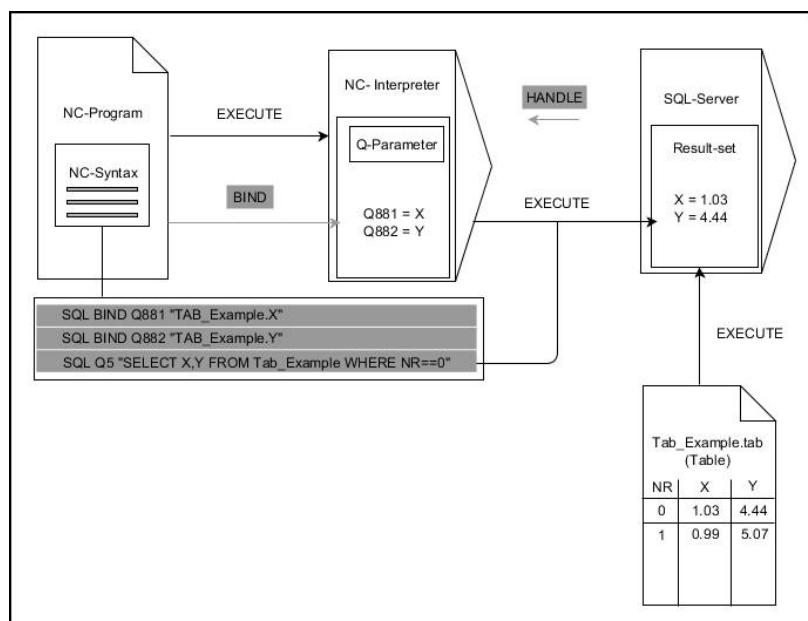 NC-Program
NC-Syntax
EXECUTE
BIND
NC- Interpreter
Q-Parameter
Q881 = X
Q882 = Y
HANDLE
EXECUTE
SQL-Server
Result-set
X = 1.03
Y = 4.44
SQL BIND Q881 "TAB_Example.X"
SQL BIND Q882 "TAB_Example.Y"
SQL Q5 "SELECT X,Y FROM Tab_Example WHERE NR==0"
EXECUTE
Tab_Example.tab
(Table)
NR X Y
0 1.03 4.44
1 0.99 5.07